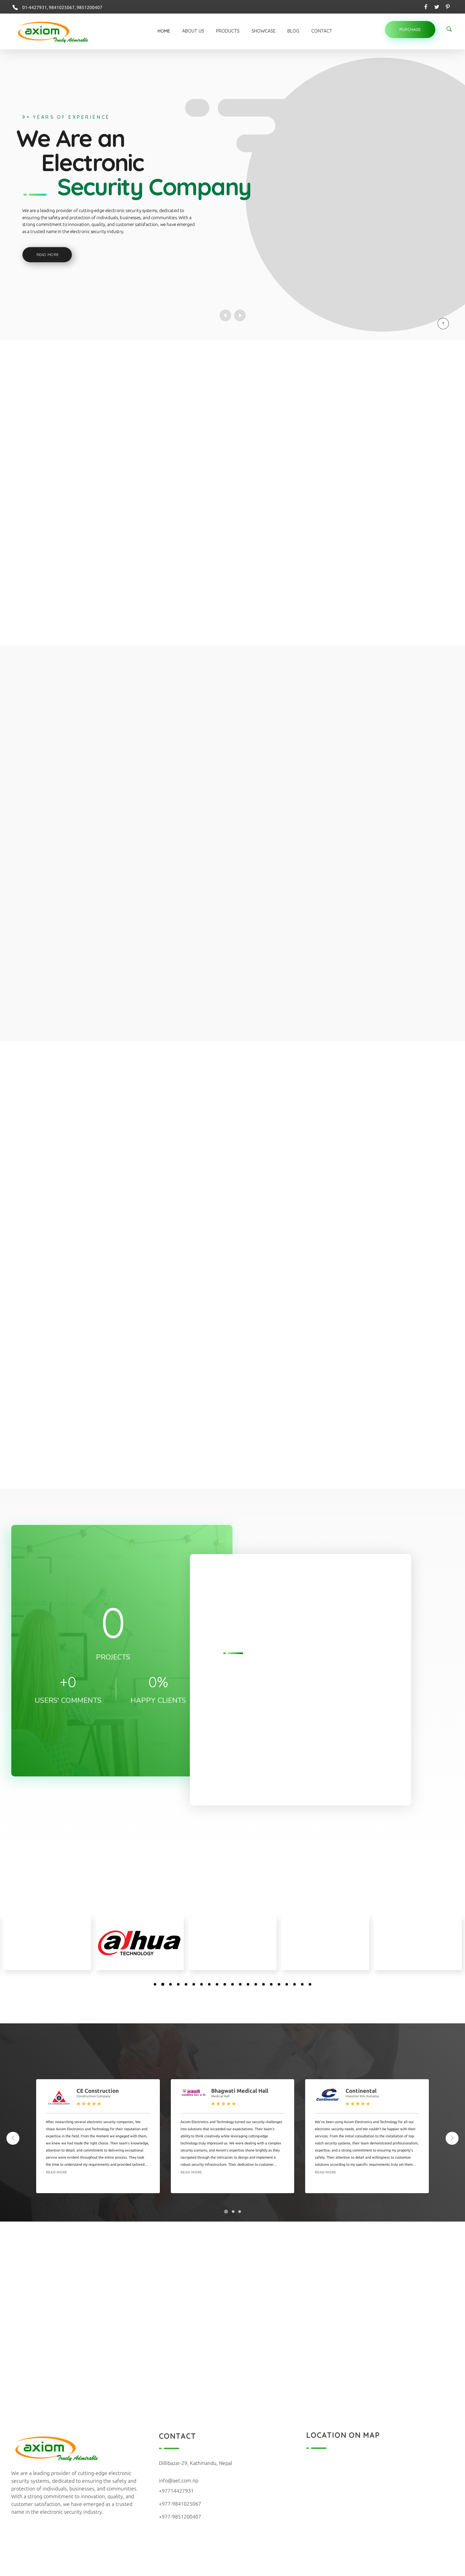 01-4427931, 9841025067, 9851200407
axiom
Truely Admirable
HOME
ABOUT US
PRODUCTS
SHOWCASE
BLOG
CONTACT
PURCHASE
9+ YEARS OF EXPERIENCE
We Are an
Electronic
Security Company
We are a leading provider of cutting-edge electronic security systems, dedicated to
ensuring the safety and protection of individuals, businesses, and communities. With a
strong commitment to innovation, quality, and customer satisfaction, we have emerged
as a trusted name in the electronic security industry.
READ MORE
0
PROJECTS
+0
USERS' COMMENTS
0%
HAPPY CLIENTS
alhua
TECHNOLOGY
CE Construction
Construction Company
After researching several electronic security companies, We
chose Axiom Electronics and Technology for their reputation and
expertise in the field. From the moment we engaged with them,
we knew we had made the right choice. Their team's knowledge,
attention to detail, and commitment to delivering exceptional
service were evident throughout the entire process. They took
the time to understand my requirements and provided tailored...
READ MORE
Bhagwati Medical Hall
Medical Hall
Axiom Electronics and Technology turned our security challenges
into solutions that exceeded our expectations. Their team's
ability to think creatively while leveraging cutting-edge
technology truly impressed us. We were dealing with a complex
security scenario, and Axiom's expertise shone brightly as they
navigated through the intricacies to design and implement a
robust security infrastructure. Their dedication to customer...
READ MORE
Continental
We've been using Axiom Electronics and Technology for all our
electronic security needs, and We couldn't be happier with their
services. From the initial consultation to the installation of top-
notch security systems, their team demonstrated professionalism,
expertise, and a strong commitment to ensuring my property's
safety. Their attention to detail and willingness to customize
solutions according to my specific requirements truly set them...
READ MORE
axiom
Truely Admirable
We are a leading provider of cutting-edge electronic
security systems, dedicated to ensuring the safety and
protection of individuals, businesses, and communities.
With a strong commitment to innovation, quality, and
customer satisfaction, we have emerged as a trusted
name in the electronic security industry.
CONTACT
Dillibazar-29, Kathmandu, Nepal
info@aet.com.np
+97714427931
+977-9841025067
+977-9851200407
LOCATION ON MAP